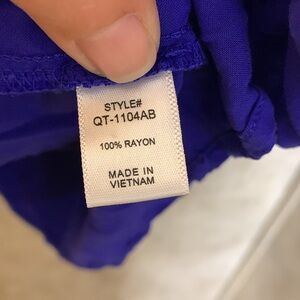 STYLE#
QT-1104AB
100% RAYON
MADE IN
VIETNAM